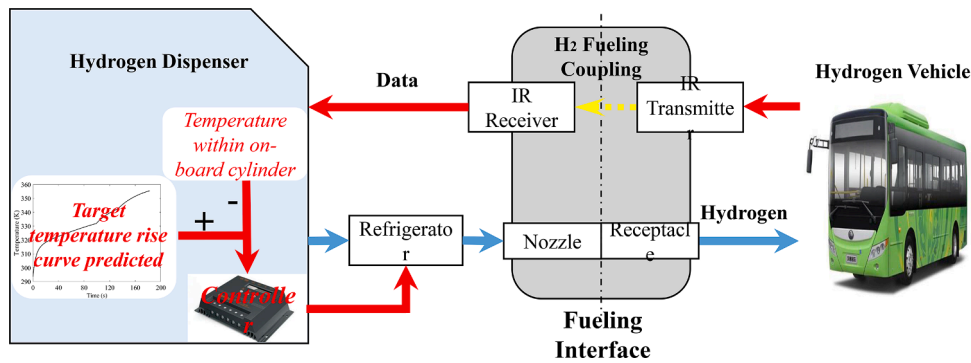 Hydrogen Dispenser
Data
H2 Fueling
Coupling
Hydrogen Vehicle
IR
Receiver
IR
Transmitte
r
Temperature
within on-
board cylinder
Temperature (K)
360
350
340
330
320
310
300
290
0
40
80
120
160
200
Time (s)
Target
temperature rise
curve predicted
+
-
Refrigerato
r
Nozzle
Receptacl
e
Hydrogen
Controlle
r
Fueling
Interface